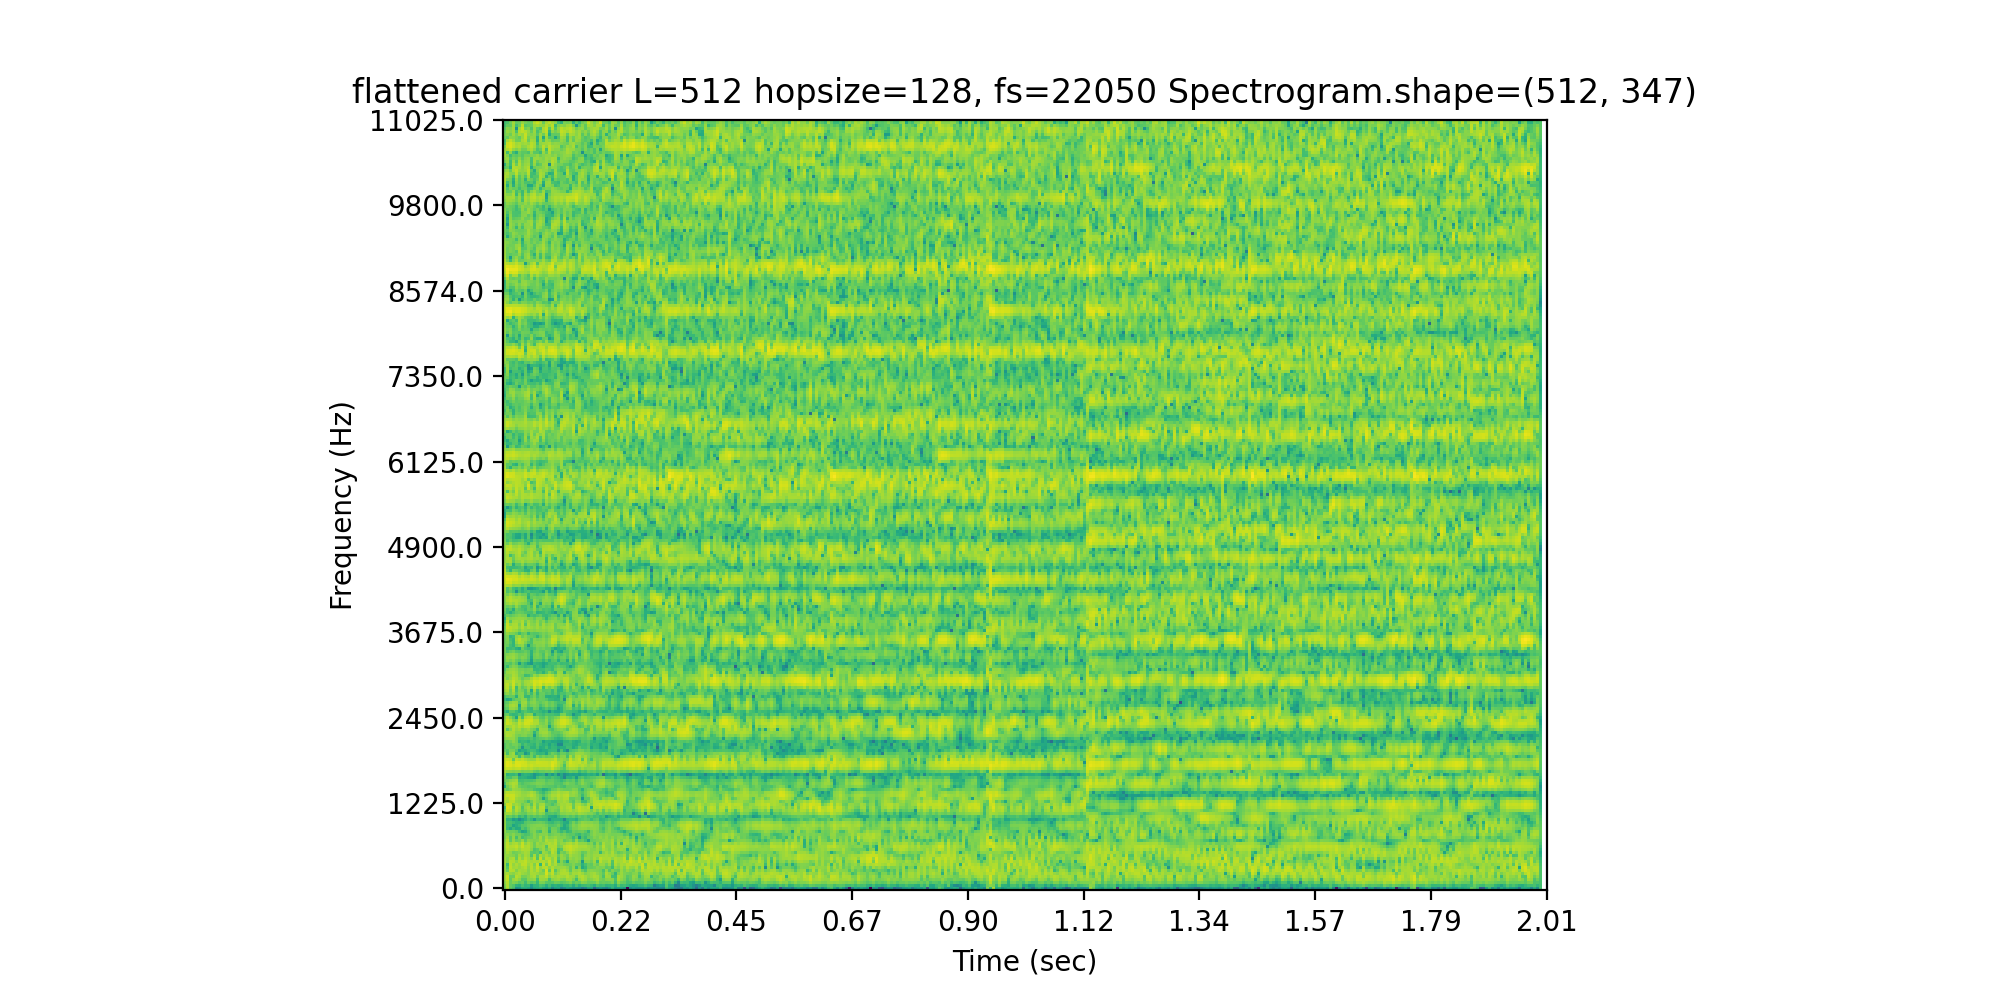 flattened carrier L=512 hopsize=128, fs=22050 Spectrogram.shape=(512, 347)
11025.0
9800.0
8574.0
7350.0
6125.0
4900.0
3675.0
2450.0
1225.0
0.0
Frequency (Hz)
0.00 0.22 0.45 0.67 0.90 1.12 1.34 1.57 1.79 2.01
Time (sec)